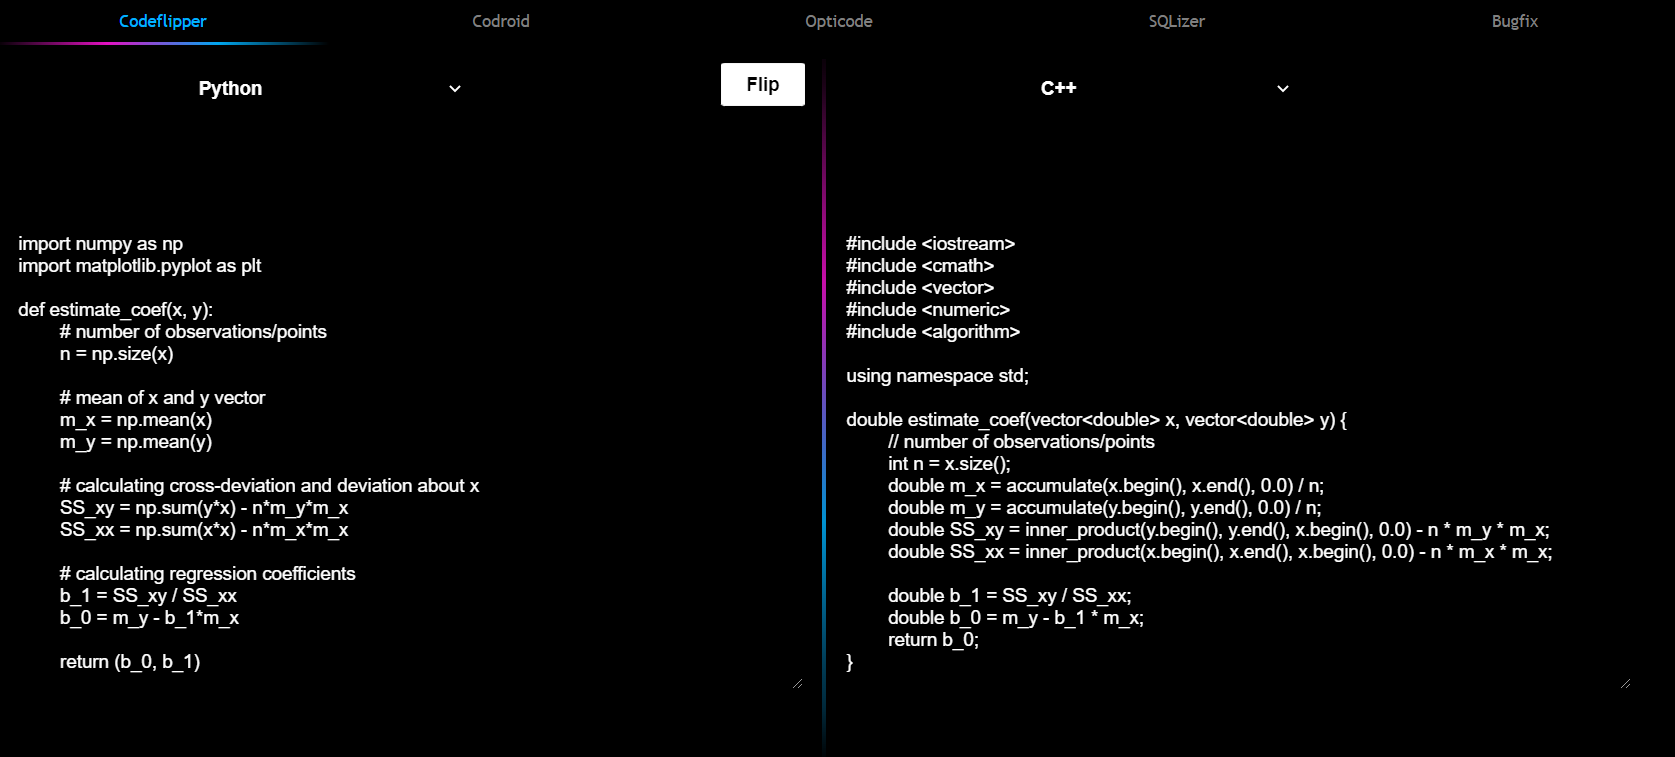 Codeflipper
Codroid
Opticode
SQLizer
Bugfix
Python
Flip
C++
import numpy as np
import matplotlib.pyplot as plt
def estimate_coef(x, y):
# number of observations/points
n = np.size(x)
# mean of x and y vector
m_x = np.mean(x)
m_y = np.mean(y)
# calculating cross-deviation and deviation about x
SS_xy = np.sum(y*x) - n*m_y*m_x
SS_xx = np.sum(x*x) - n*m_x*m_x
# calculating regression coefficients
b_1 = SS_xy / SS_xx
b_0 = m_y - b_1*m_x
return (b_0, b_1)
#include <iostream>
#include <cmath>
#include <vector>
#include <numeric>
#include <algorithm>
using namespace std;
double estimate_coef(vector<double> x, vector<double> y) {
// number of observations/points
int n = x.size();
double m_x = accumulate(x.begin(), x.end(), 0.0) / n;
double m_y = accumulate(y.begin(), y.end(), 0.0) / n;
double SS_xy = inner_product(y.begin(), y.end(), x.begin(), 0.0) - n * m_y * m_x;
double SS_xx = inner_product(x.begin(), x.end(), x.begin(), 0.0) - n * m_x * m_x;
double b_1 = SS_xy / SS_xx;
double b_0 = m_y - b_1 * m_x;
return b_0;
}